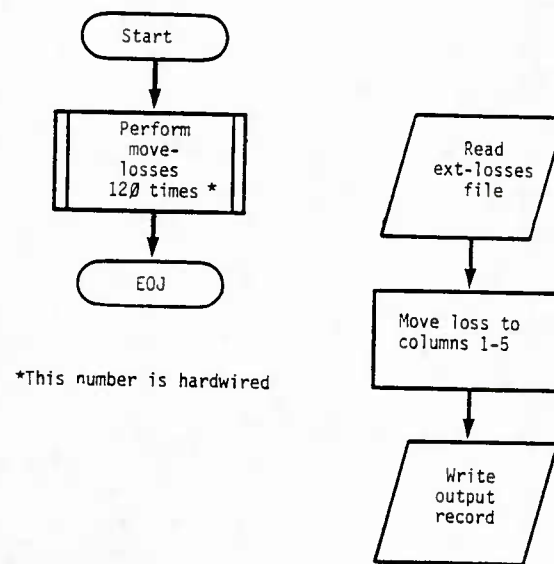 Start
Perform
move-
losses
12Ø times *
EOJ
*This number is hardwired
Read
ext-losses
file
Move loss to
columns 1-5
Write
output
record